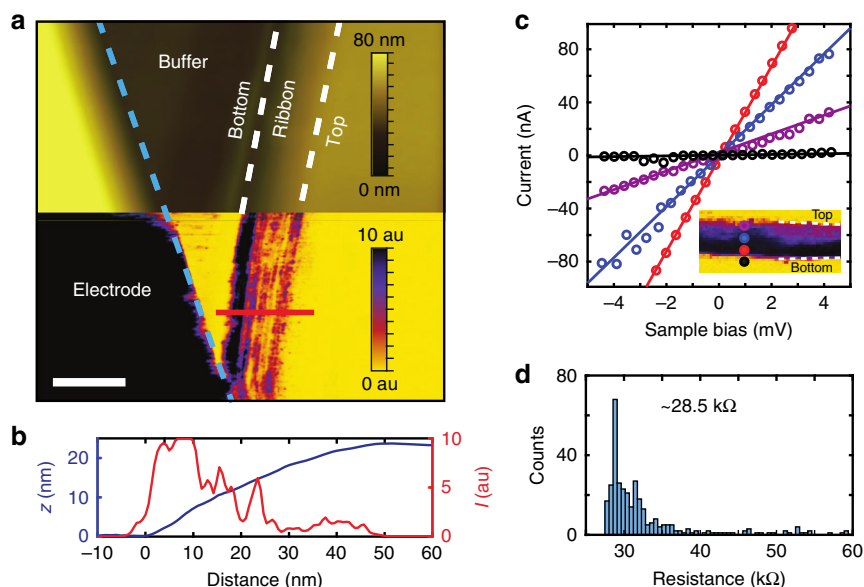 a
80 nm
Buffer
Bottom
Ribbon
Top
0 nm
10 au
Electrode
0 au
b
z (nm)
20
0
10
5
0
I (au)
–10 0 10 20 30 40 50 60
Distance (nm)
c
Current (nA)
80
40
0
–40
–80
Top
Bottom
–4 –2 0 2 4
Sample bias (mV)
d
~28.5 kΩ
Counts
80
40
0
30 40 50 60
Resistance (kΩ)